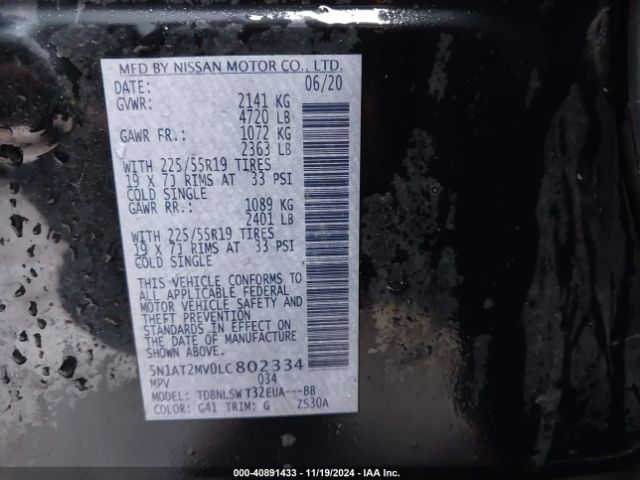 MFD BY NISSAN MOTOR CO., LTD.
DATE: 06/20
GVWR: 2141 KG
4720 LB
GAWR FR.: 1072 KG
2363 LB
WITH 225/55R19 TIRES
19 X 7J RIMS AT 33 PSI
COLD SINGLE
GAWR RR.: 1089 KG
2401 LB
WITH 225/55R19 TIRES
19 X 7J RIMS AT 33 PSI
COLD SINGLE
THIS VEHICLE CONFORMS TO
ALL APPLICABLE FEDERAL
MOTOR VEHICLE SAFETY AND
THEFT PREVENTION
STANDARDS IN EFFECT ON
THE DATE OF MANUFACTURE
SHOWN ABOVE.
5N1AT2MV0LC802334
MPV 034
MODEL: TDBNLSWT32EUA---BB
COLOR: G41 TRIM: G 2S30A
000-40891433 - 11/19/2024 - IAA Inc.